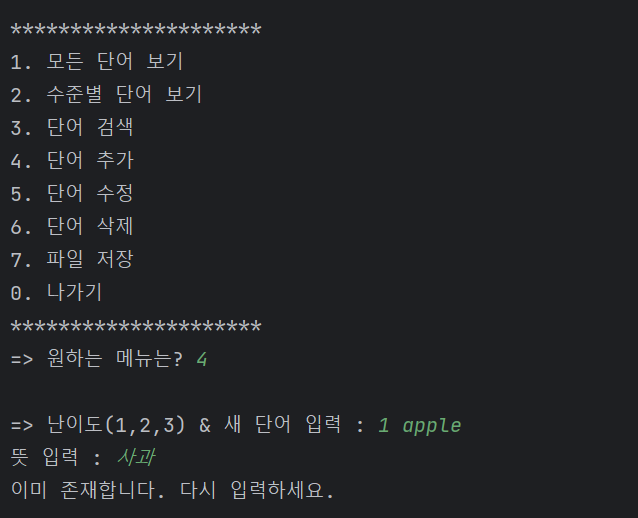 *********************
1. 모든 단어 보기
2. 수준별 단어 보기
3. 단어 검색
4. 단어 추가
5. 단어 수정
6. 단어 삭제
7. 파일 저장
0. 나가기
*********************
=> 원하는 메뉴는? 4
=> 난이도(1,2,3) & 새 단어 입력 : 1 apple
뜻 입력 : 사과
이미 존재합니다. 다시 입력하세요.